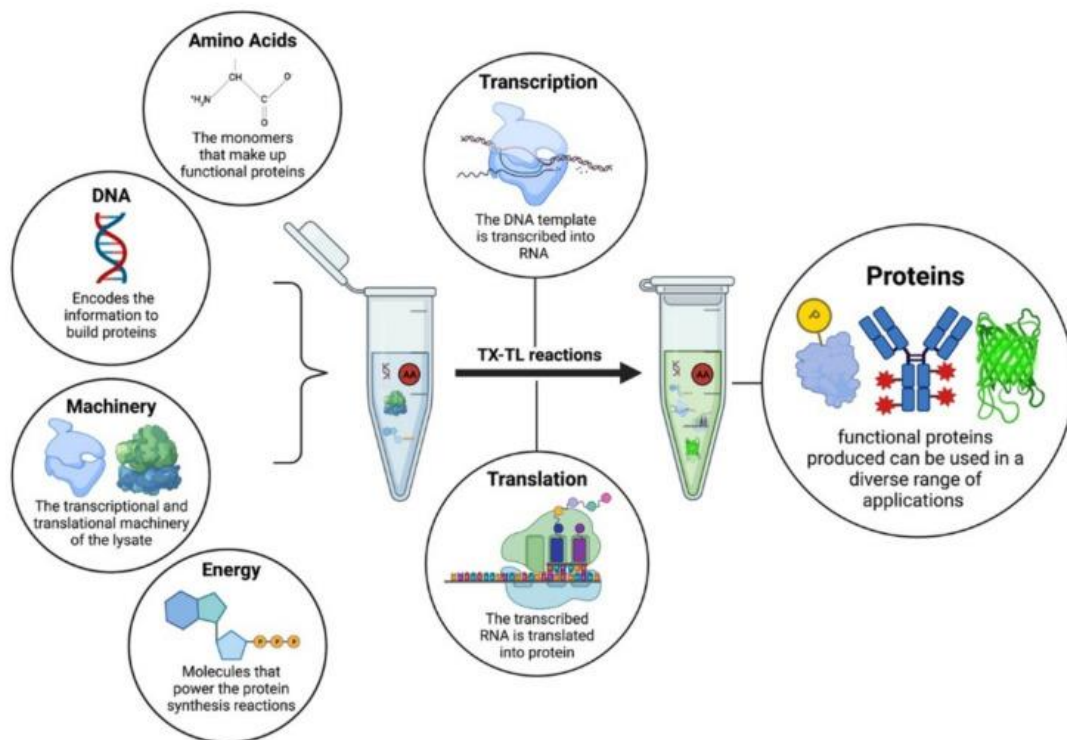 Amino Acids
CH
O
⁺H₃N
C
O
The monomers
that make up
functional proteins
DNA
Encodes the
information to
build proteins
Machinery
The transcriptional and
translational machinery
of the lysate
Energy
P P P
Molecules that
power the protein
synthesis reactions
AA
Transcription
The DNA template
is transcribed into
RNA
TX-TL reactions
Translation
The transcribed
RNA is translated
into protein
AA
Proteins
P
functional proteins
produced can be used in a
diverse range of
applications